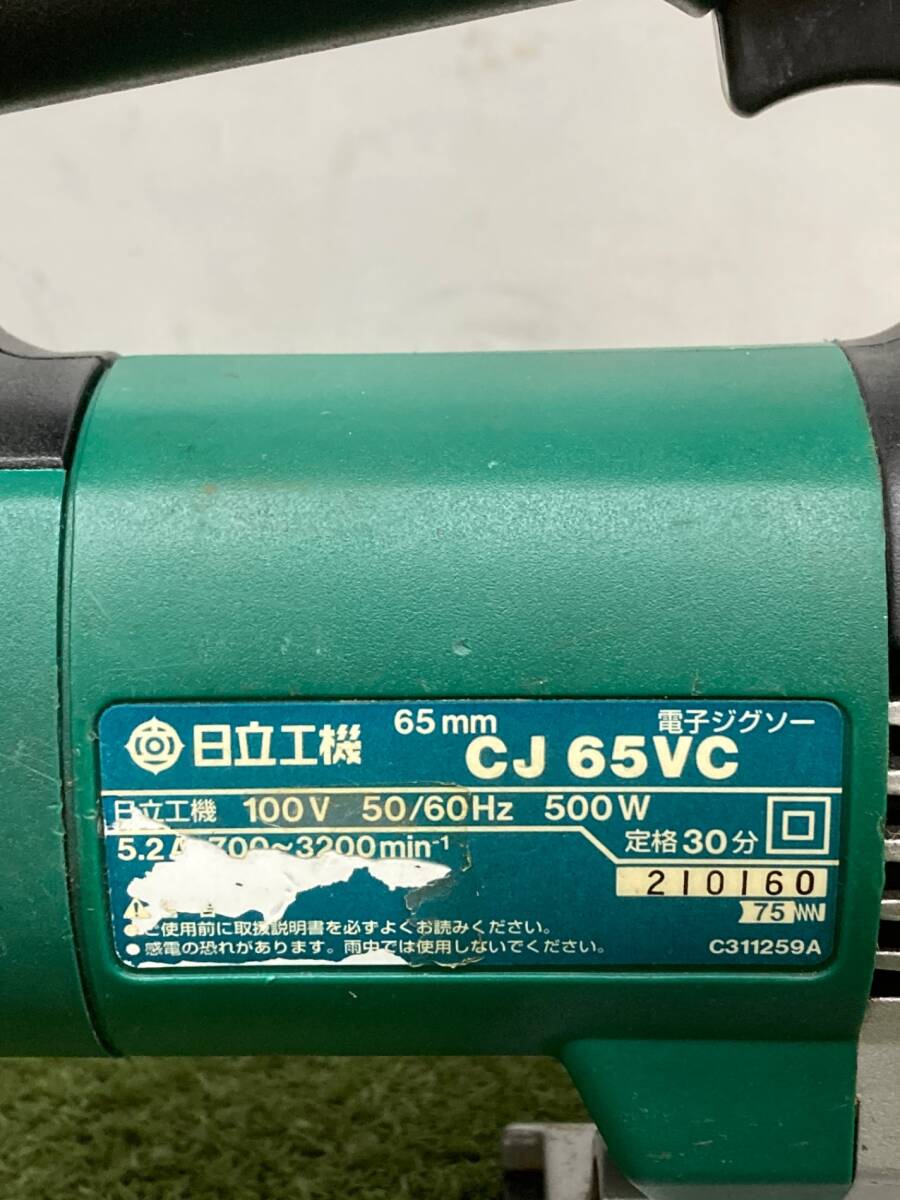 日立工機
65mm
電子ジグソー
CJ 65VC
日立工機 100V 50/60Hz 500W
5.2A 700~3200min⁻¹
定格30分
210160
75
●ご使用前に取扱説明書を必ずよくお読みください。
●感電の恐れがあります。雨中では使用しないでください。
C311259A